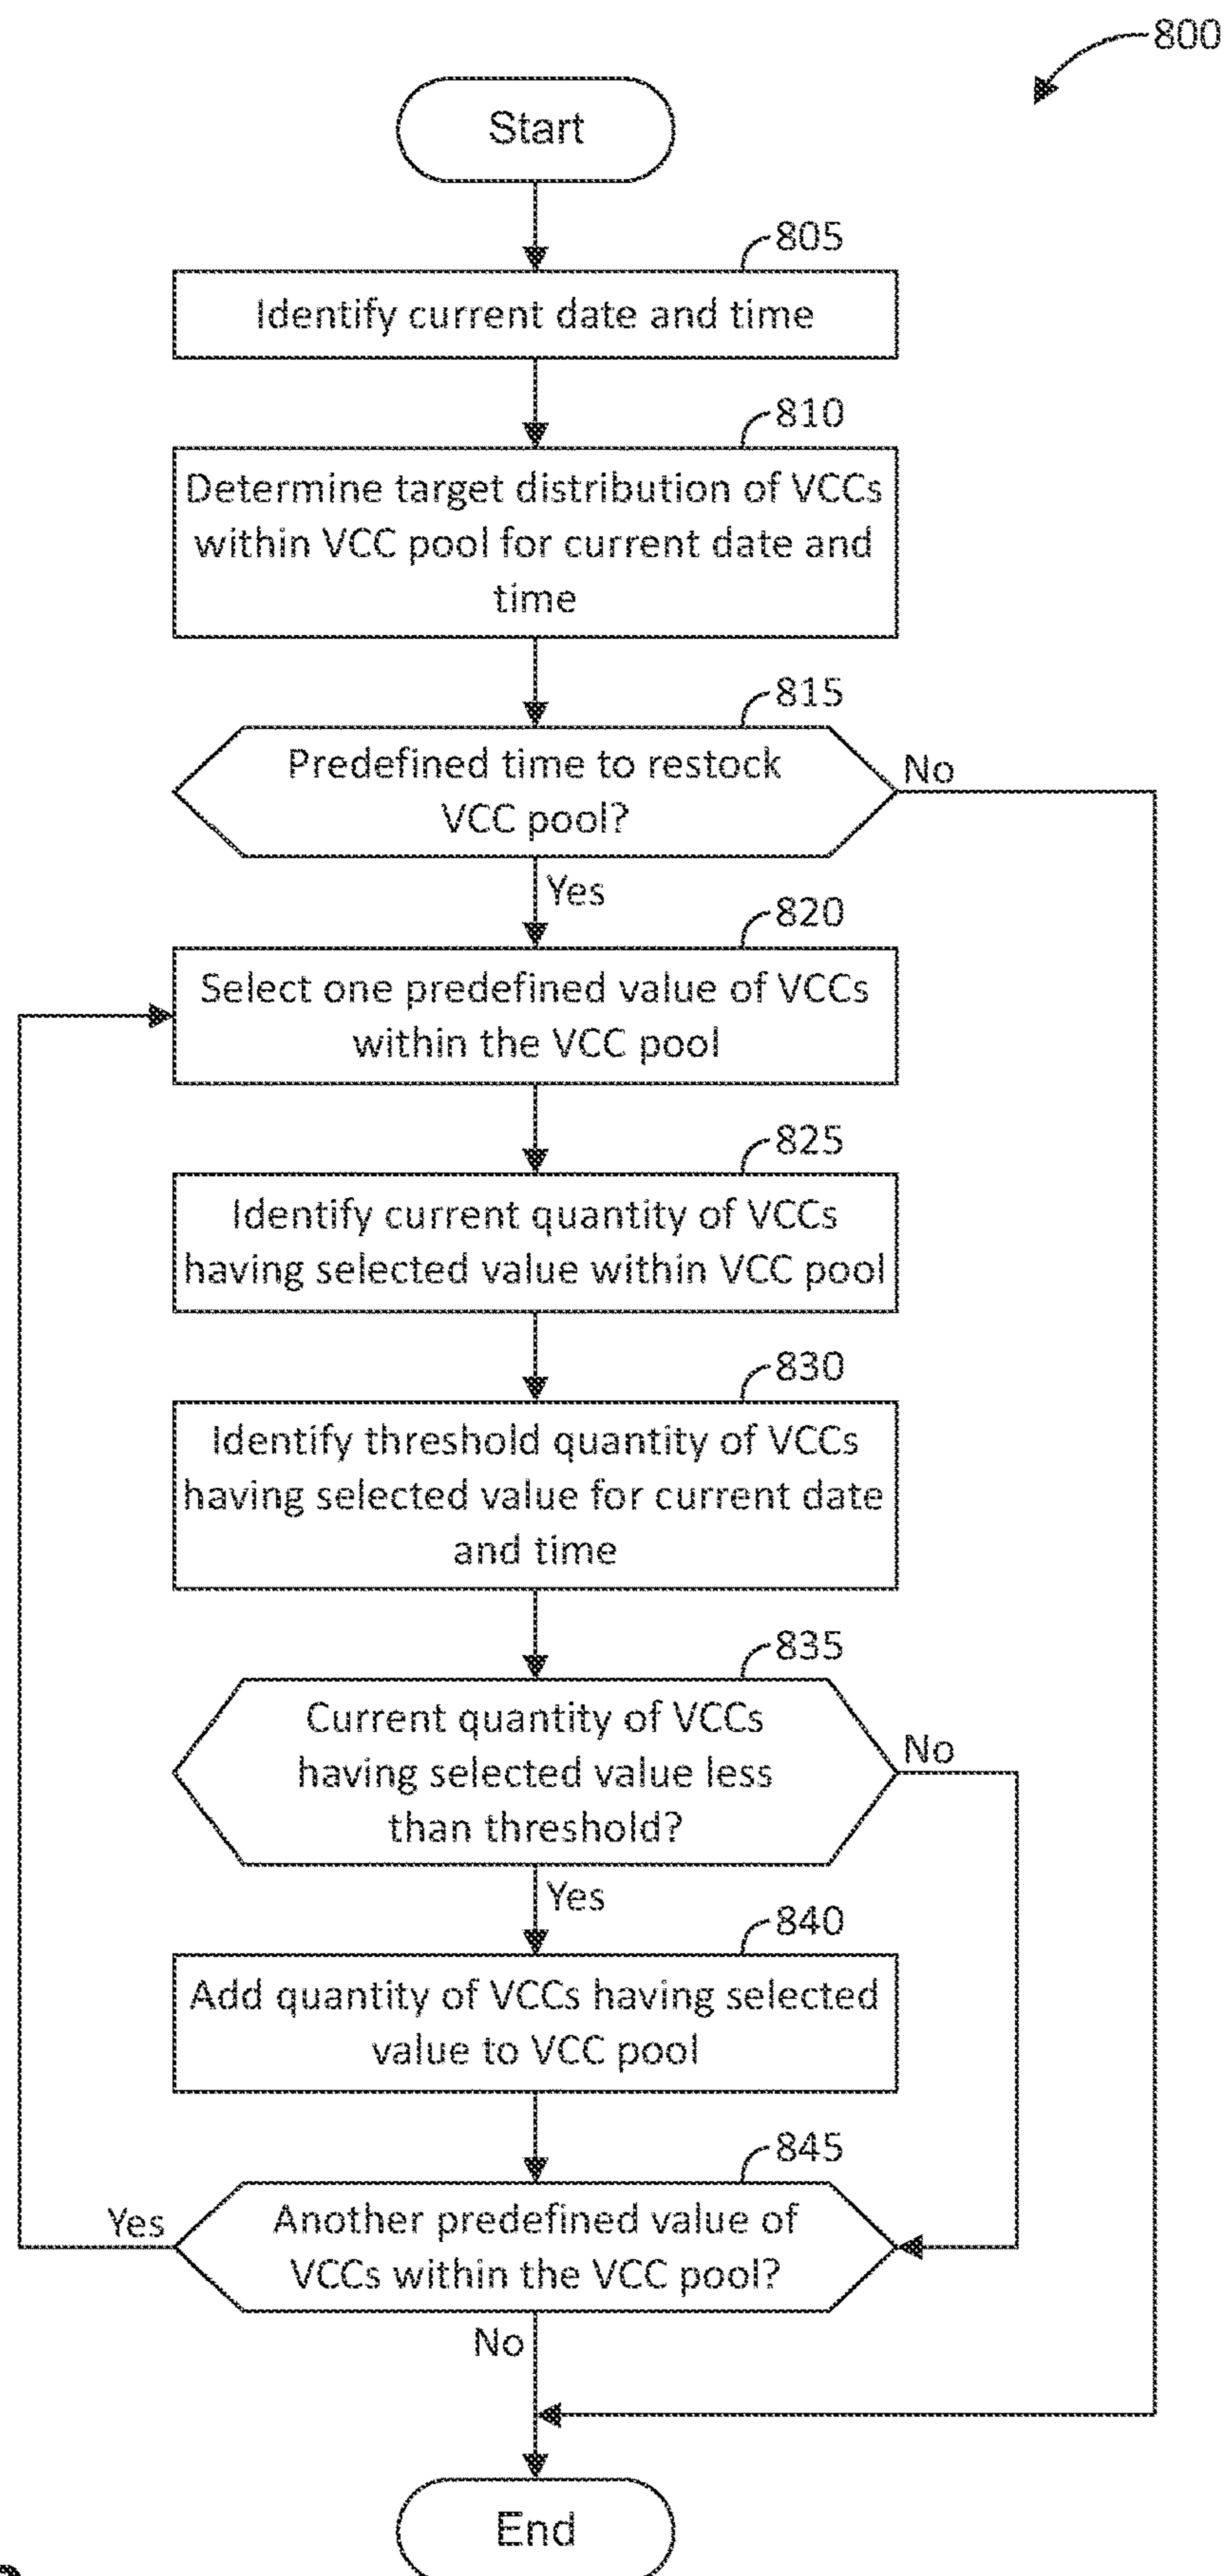 800
Start
805
Identify current date and time
810
Determine target distribution of VCCs
within VCC pool for current date and
time
815
Predefined time to restock
VCC pool?
No
Yes
820
Select one predefined value of VCCs
within the VCC pool
825
Identify current quantity of VCCs
having selected value within VCC pool
830
Identify threshold quantity of VCCs
having selected value for current date
and time
835
Current quantity of VCCs
having selected value less
than threshold?
No
Yes
840
Add quantity of VCCs having selected
value to VCC pool
845
Another predefined value of
VCCs within the VCC pool?
Yes
No
End